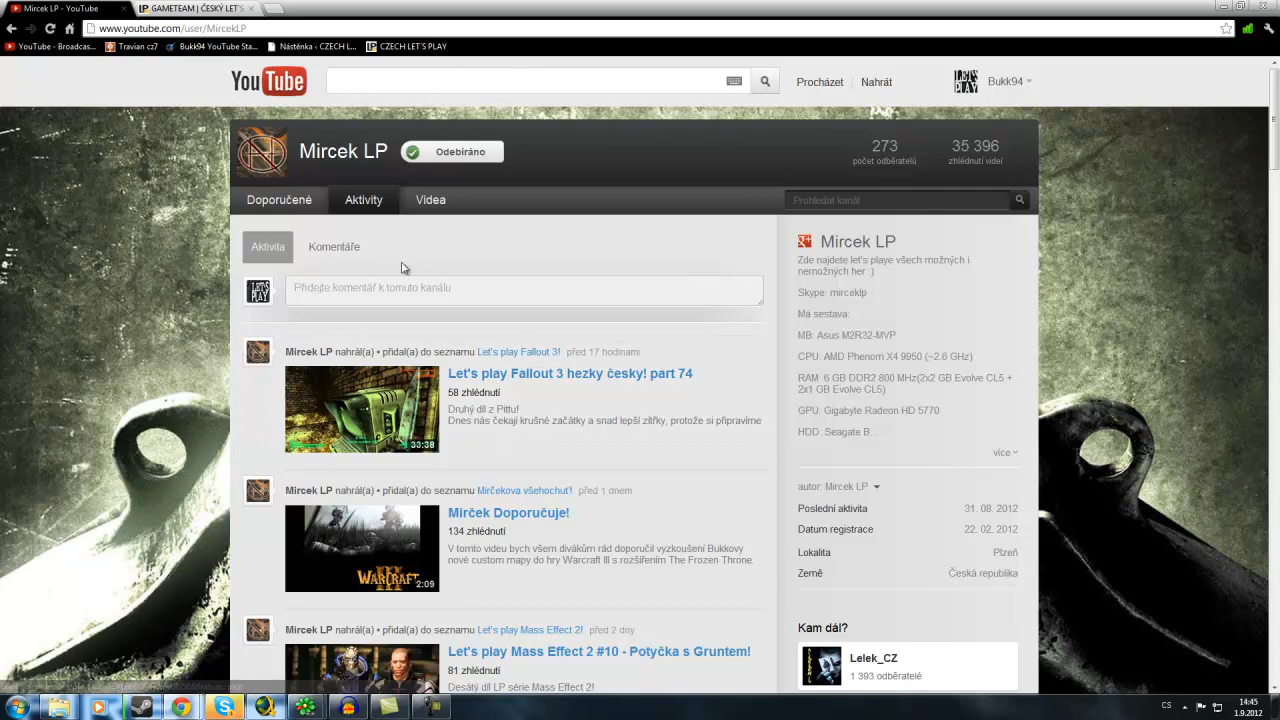 Mircek LP - YouTube
GAMETEAM | ČESKÝ LET'S
www.youtube.com/user/MircekLP
YouTube - Broadcas...
Travian cz7
Bukk94 YouTube Sta...
Nástěnka ‹ CZECH L...
CZECH LET'S PLAY
YouTube
Procházet
Nahrát
LET'S PLAY
Bukk94
Mircek LP
Odebíráno
273
počet odběratelů
35 396
zhlédnutí videí
Doporučené
Aktivity
Videa
Prohledat kanál
Aktivita
Komentáře
LET'S PLAY
Přidejte komentář k tomuto kanálu
Mircek LP nahrál(a) • přidal(a) do seznamu Let's play Fallout 3! před 17 hodinami
Let's play Fallout 3 hezky česky! part 74
58 zhlédnutí
Druhý díl z Pittu!
Dnes nás čekají krušné začátky a snad lepší zítřky, protože si připravíme
33:38
Mircek LP nahrál(a) • přidal(a) do seznamu Mirčekova všehochuť! před 1 dnem
Mirček Doporučuje!
134 zhlédnutí
V tomto videu bych všem divákům rád doporučil vyzkoušení Bukkovy
nové custom mapy do hry Warcraft III s rozšířením The Frozen Throne.
WARCRAFT
III
2:09
Mircek LP nahrál(a) • přidal(a) do seznamu Let's play Mass Effect 2! před 2 dny
Let's play Mass Effect 2 #10 - Potyčka s Gruntem!
81 zhlédnutí
Desátý díl LP série Mass Effect 2!
Mircek LP
Zde najdete let's playe všech možných i
nemožných her :)
Skype: mirceklp
Má sestava:
MB: Asus M2R32-MVP
CPU: AMD Phenom X4 9950 (~2.6 GHz)
RAM: 6 GB DDR2 800 MHz(2x2 GB Evolve CL5 +
2x1 GB Evolve CL5)
GPU: Gigabyte Radeon HD 5770
HDD: Seagate B...
více
autor: Mircek LP
Poslední aktivita 31. 08. 2012
Datum registrace 22. 02. 2012
Lokalita Plzeň
Země Česká republika
Kam dál?
Lelek_CZ
1 393 odběratelé
CS
14:45
1.9.2012